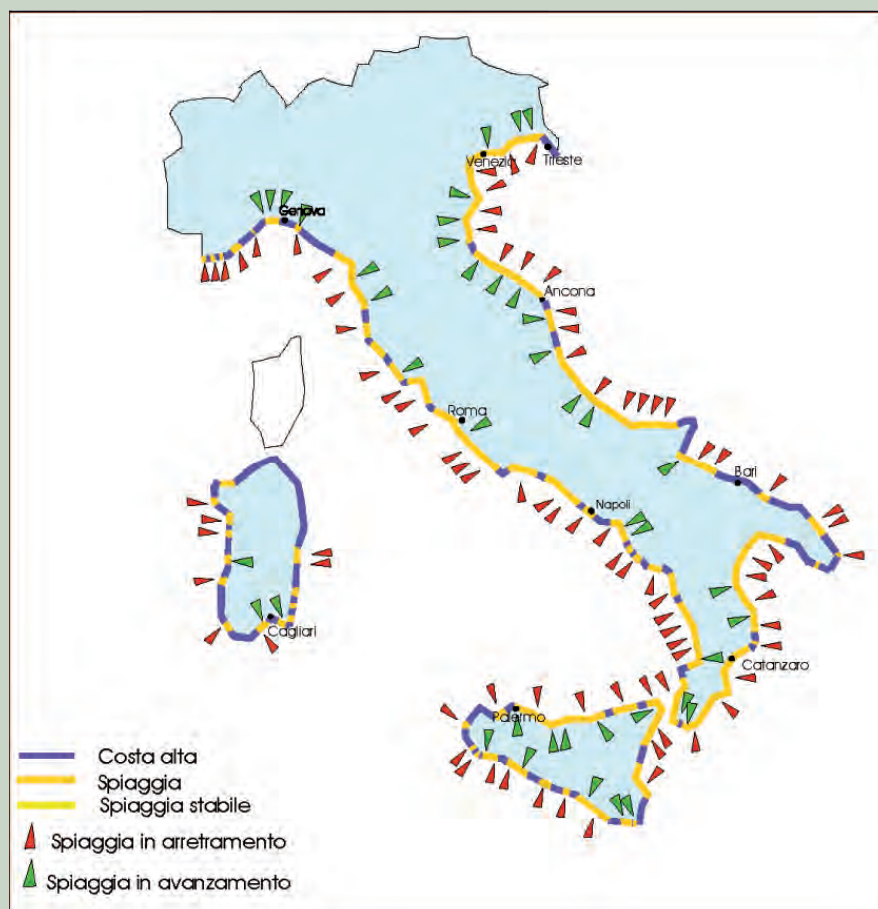 Venezia
Trieste
Genova
Ancona
Roma
Bari
Napoli
Cagliari
Catanzaro
Palermo
Costa alta
Spiaggia
Spiaggia stabile
Spiaggia in arretramento
Spiaggia in avanzamento